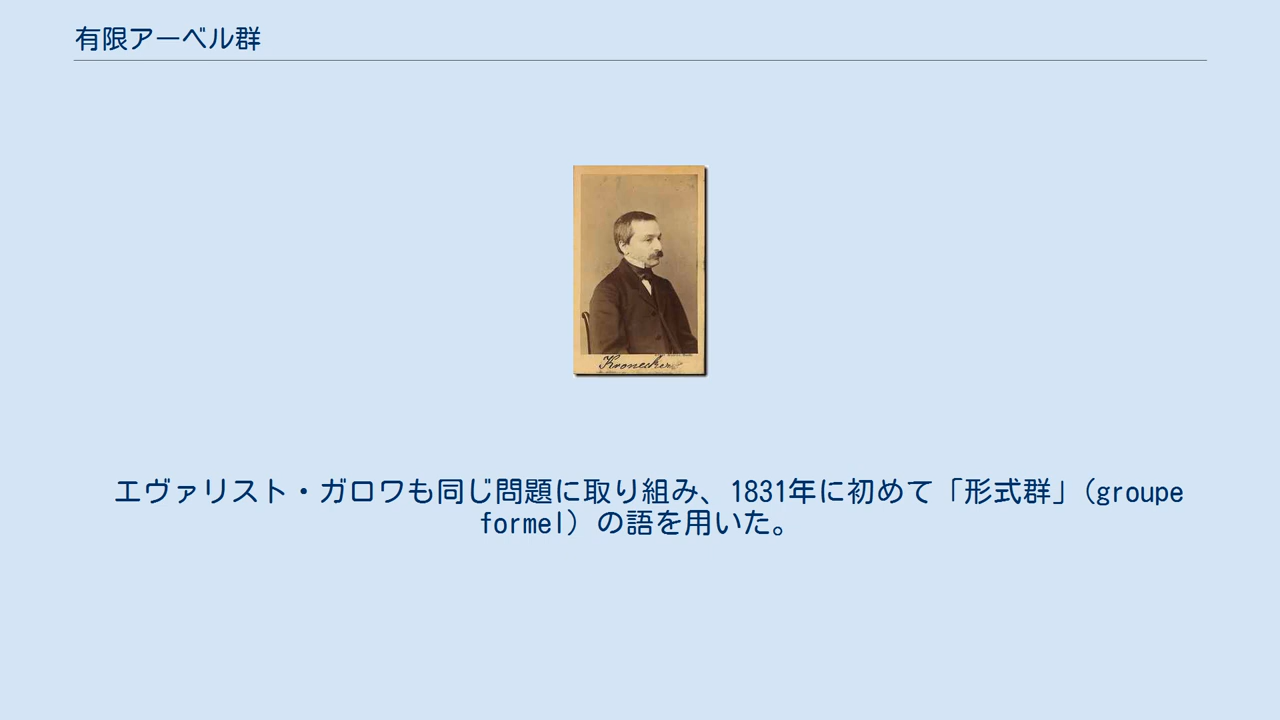 有限アーベル群
Kronecker
エヴァリスト・ガロワも同じ問題に取り組み、1831年に初めて「形式群」(groupe
formel) の語を用いた。